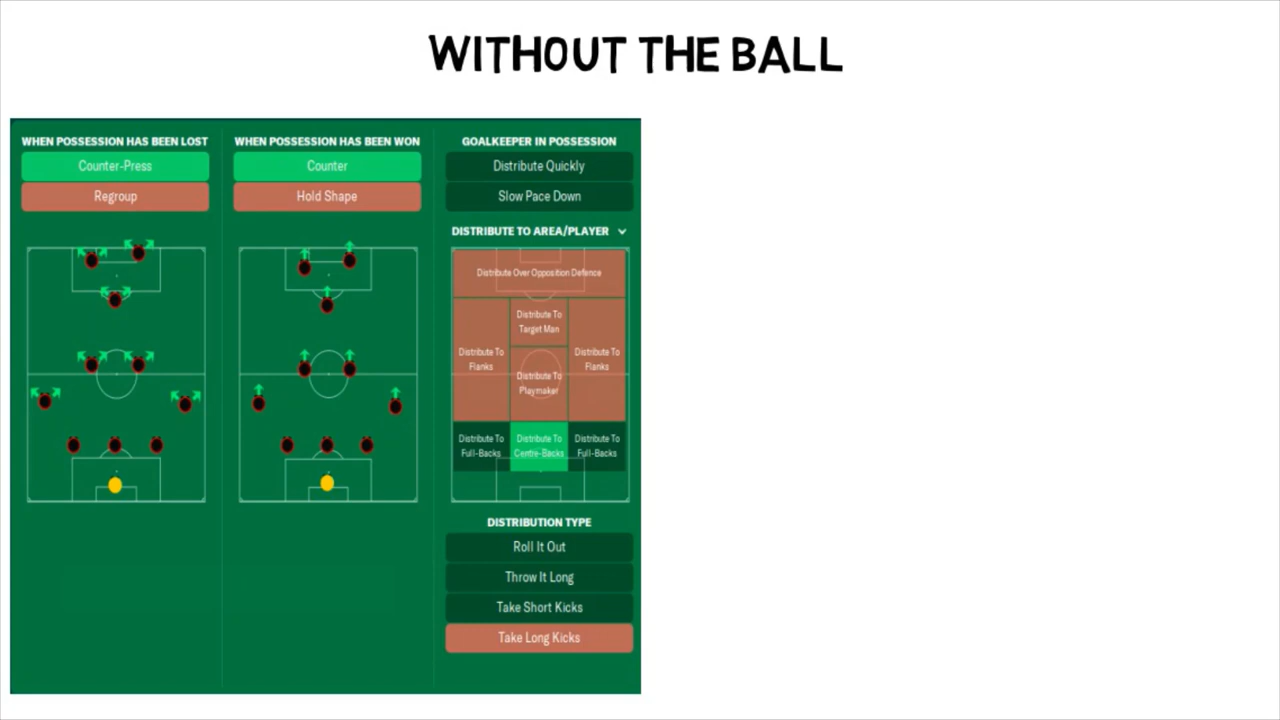 WITHOUT THE BALL
WHEN POSSESSION HAS BEEN LOST
Counter-Press
Regroup
WHEN POSSESSION HAS BEEN WON
Counter
Hold Shape
GOALKEEPER IN POSSESSION
Distribute Quickly
Slow Pace Down
DISTRIBUTE TO AREA/PLAYER
Distribute Over Opposition Defence
Distribute To
Target Man
Distribute To
Flanks
Distribute To
Playmaker
Distribute To
Flanks
Distribute To
Full-Backs
Distribute To
Centre-Backs
Distribute To
Full-Backs
DISTRIBUTION TYPE
Roll It Out
Throw It Long
Take Short Kicks
Take Long Kicks